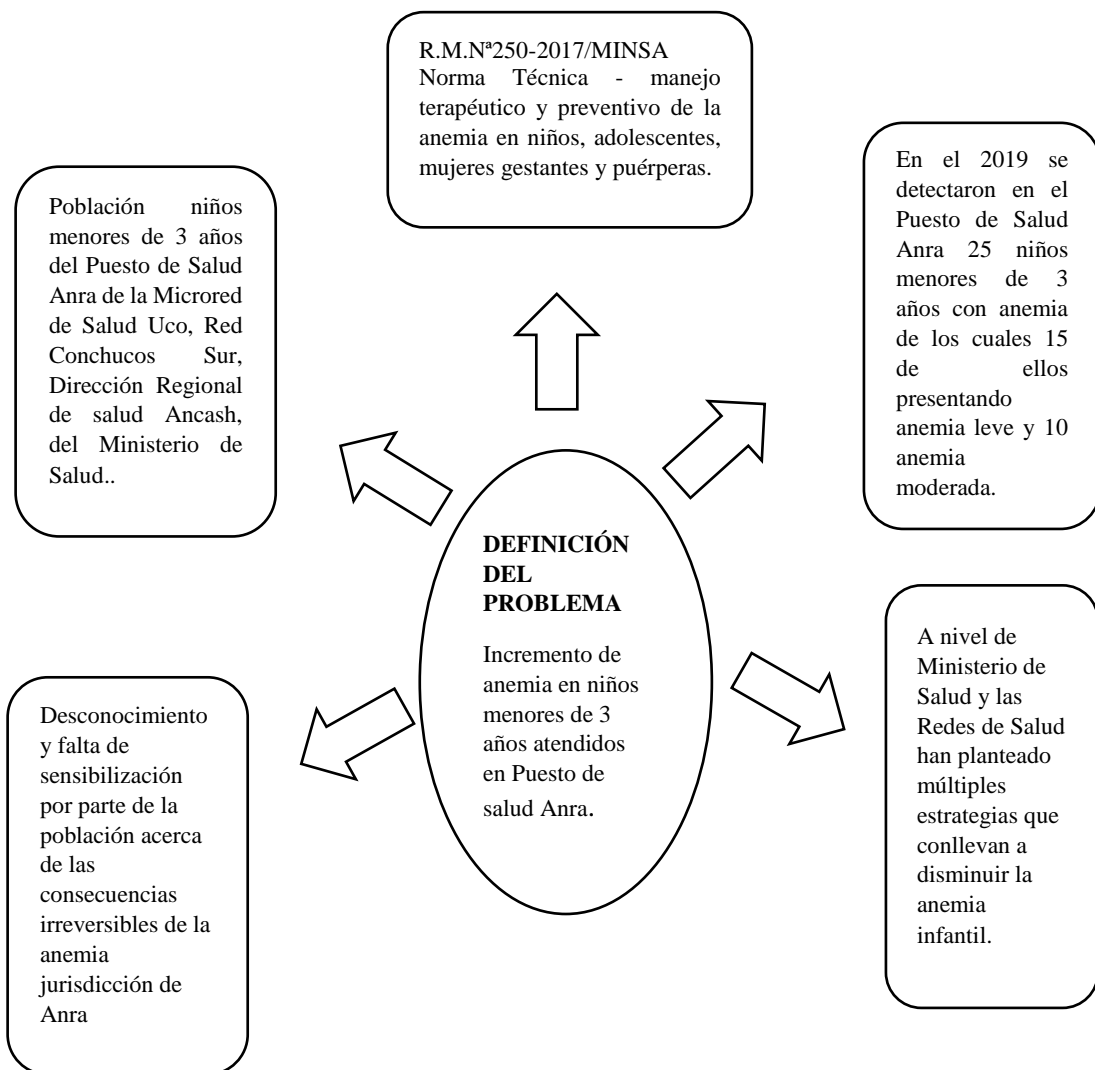 R.M.Nª250-2017/MINSA
Norma Técnica - manejo
terapéutico y preventivo de la
anemia en niños, adolescentes,
mujeres gestantes y puérperas.
Población niños
menores de 3 años
del Puesto de Salud
Anra de la Microred
de Salud Uco, Red
Conchucos Sur,
Dirección Regional
de salud Ancash,
del Ministerio de
Salud..
En el 2019 se
detectaron en el
Puesto de Salud
Anra 25 niños
menores de 3
años con anemia
de los cuales 15
de ellos
presentando
anemia leve y 10
anemia
moderada.
DEFINICIÓN
DEL
PROBLEMA
Incremento de
anemia en niños
menores de 3
años atendidos
en Puesto de
salud Anra.
Desconocimiento
y falta de
sensibilización
por parte de la
población acerca
de las
consecuencias
irreversibles de la
anemia
jurisdicción de
Anra
A nivel de
Ministerio de
Salud y las
Redes de Salud
han planteado
múltiples
estrategias que
conllevan a
disminuir la
anemia
infantil.